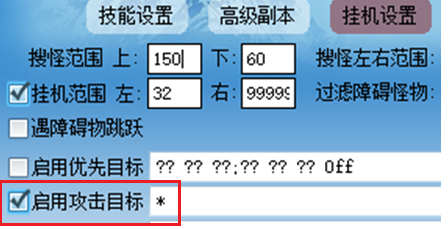 技能设置 高级副本 挂机设置
搜怪范围 上: 150 下: 60 搜怪左右范围:
挂机范围 左: 32 右: 9999 过滤障碍怪物:
遇障碍物跳跃
启用优先目标 ?? ?? ??;?? ?? ?? Off
启用攻击目标 *